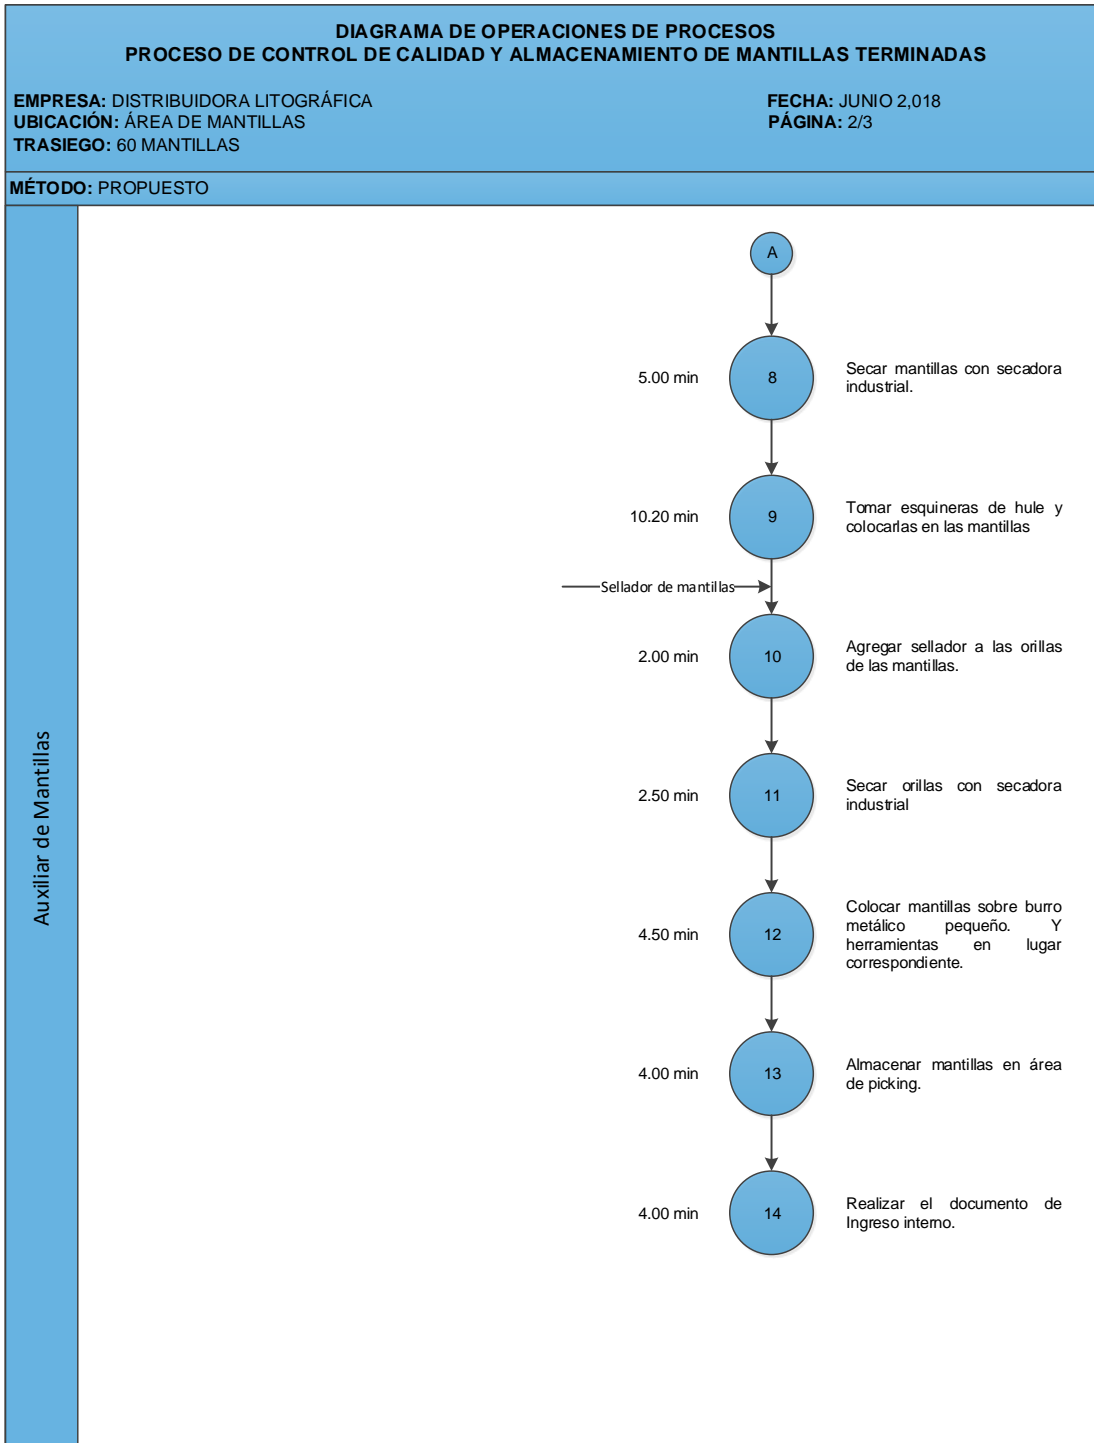 DIAGRAMA DE OPERACIONES DE PROCESOS
PROCESO DE CONTROL DE CALIDAD Y ALMACENAMIENTO DE MANTILLAS TERMINADAS
EMPRESA: DISTRIBUIDORA LITOGRÁFICA
FECHA: JUNIO 2,018
UBICACIÓN: ÁREA DE MANTILLAS
PÁGINA: 2/3
TRASIEGO: 60 MANTILLAS
MÉTODO: PROPUESTO
Auxiliar de Mantillas
A
5.00 min
8
Secar mantillas con secadora
industrial.
10.20 min
9
Tomar esquineras de hule y
colocarlas en las mantillas
Sellador de mantillas
2.00 min
10
Agregar sellador a las orillas
de las mantillas.
2.50 min
11
Secar orillas con secadora
industrial
4.50 min
12
Colocar mantillas sobre burro
metálico pequeño. Y
herramientas en lugar
correspondiente.
4.00 min
13
Almacenar mantillas en área
de picking.
4.00 min
14
Realizar el documento de
Ingreso interno.